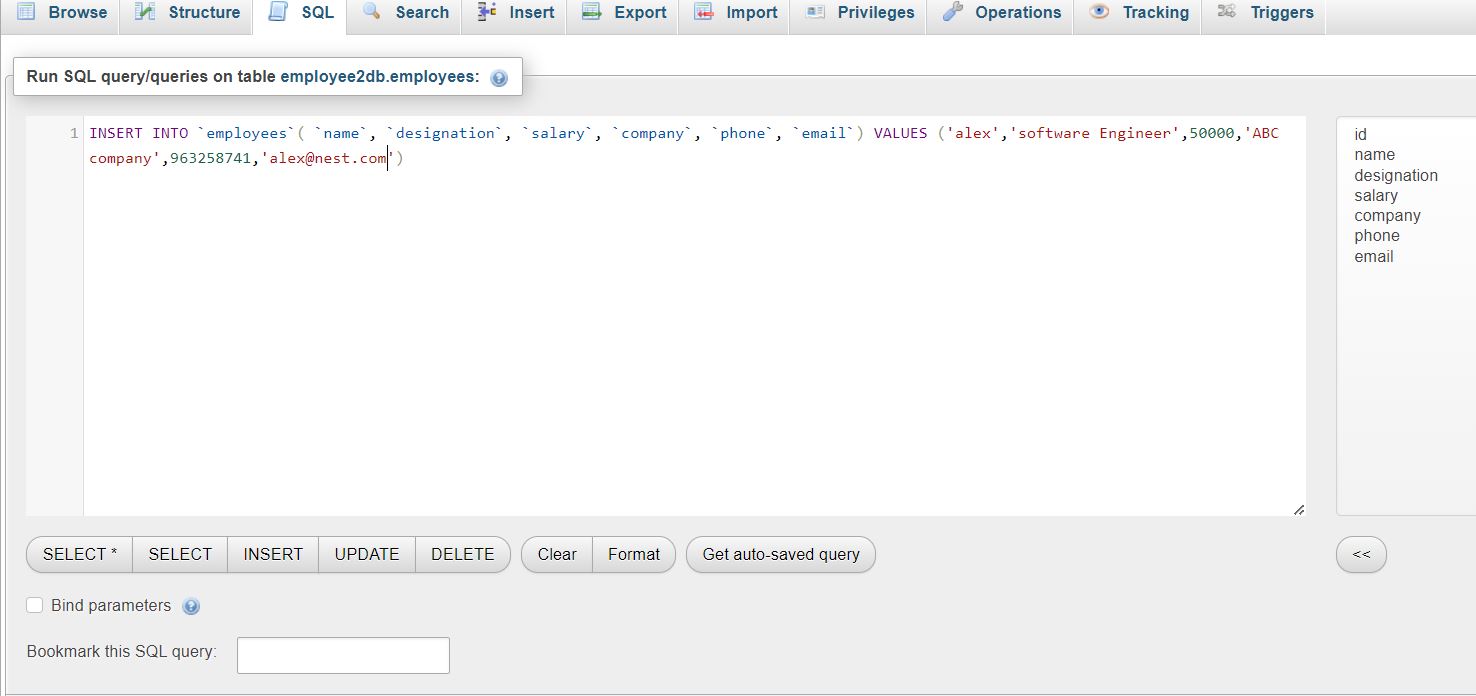 Browse Structure SQL Search Insert Export Import Privileges Operations Tracking Triggers
Run SQL query/queries on table employee2db.employees:
1 INSERT INTO `employees`( `name`, `designation`, `salary`, `company`, `phone`, `email`) VALUES ('alex','software Engineer',50000,'ABC
company',963258741,'alex@nest.com')
id
name
designation
salary
company
phone
email
SELECT * SELECT INSERT UPDATE DELETE Clear Format Get auto-saved query <<
Bind parameters
Bookmark this SQL query: